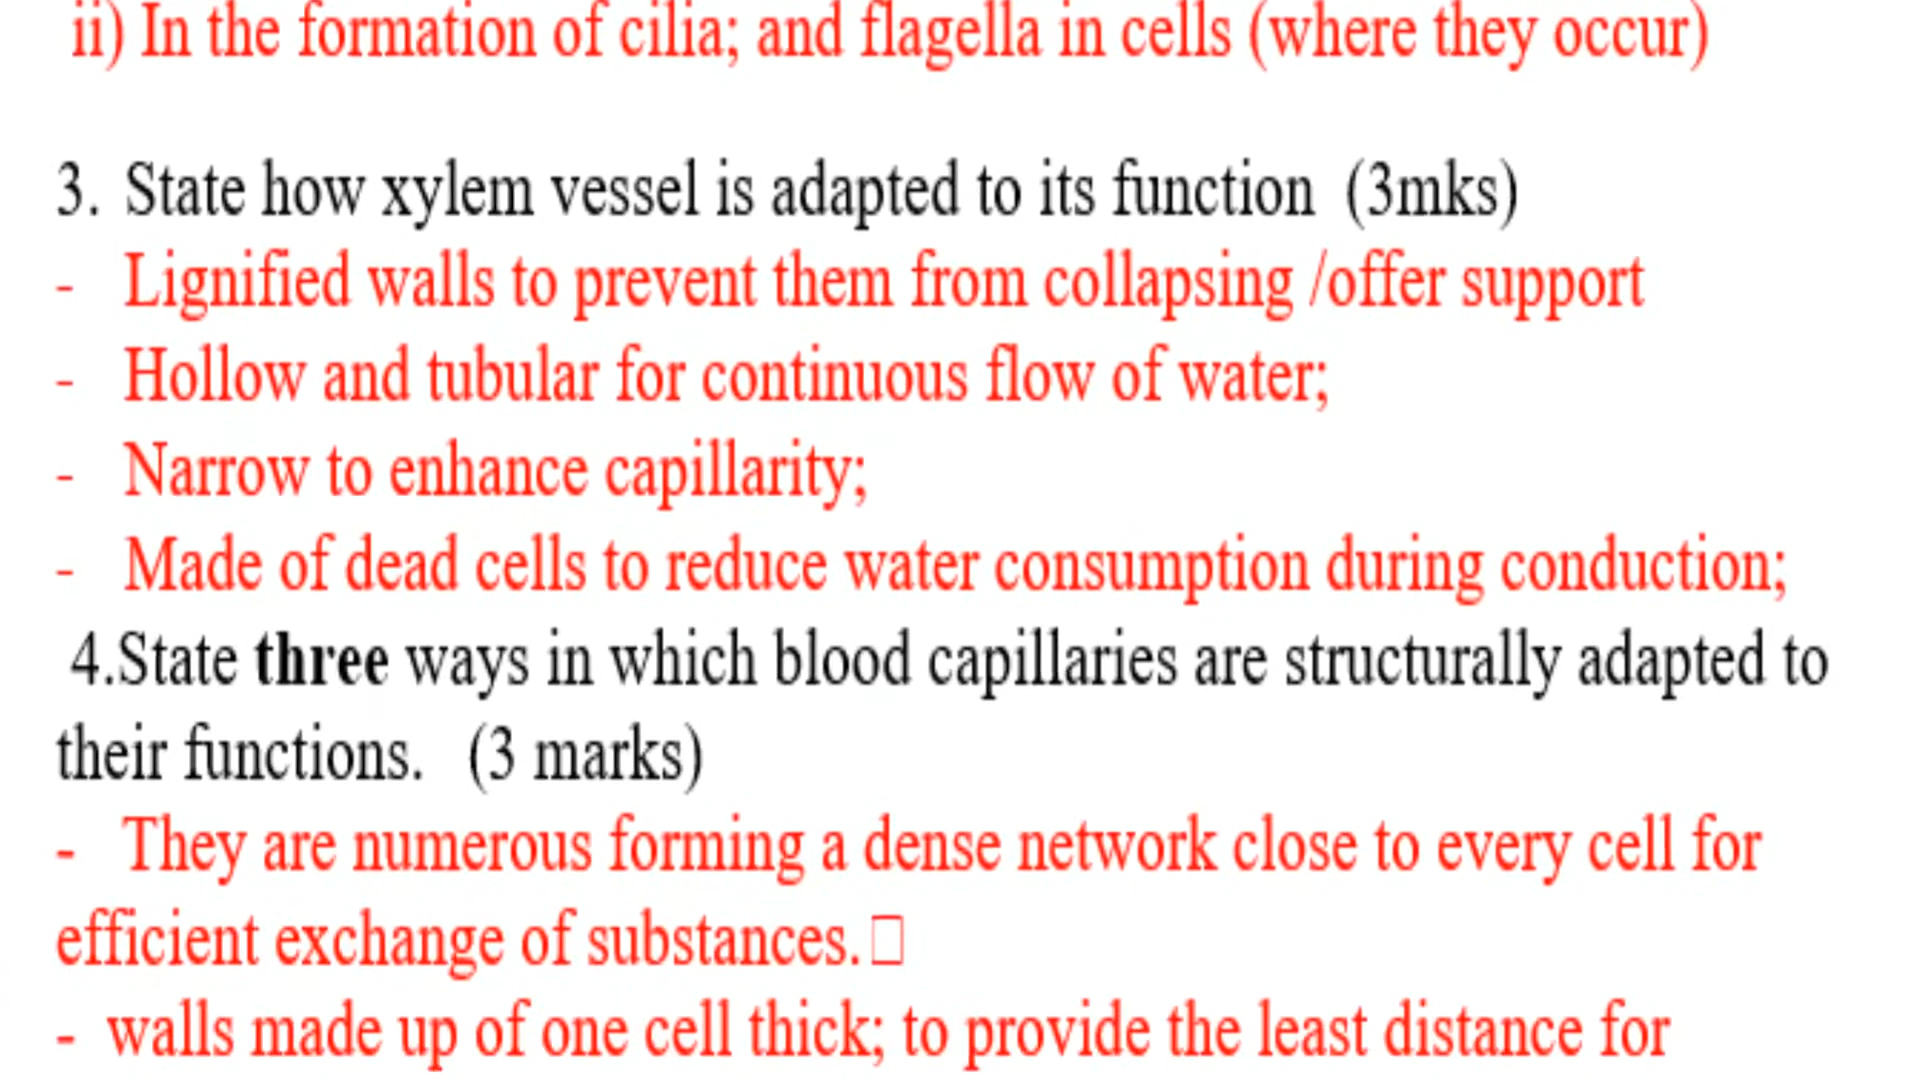 ii) In the formation of cilia; and flagella in cells (where they occur)
3. State how xylem vessel is adapted to its function (3mks)
- Lignified walls to prevent them from collapsing /offer support
- Hollow and tubular for continuous flow of water;
- Narrow to enhance capillarity;
- Made of dead cells to reduce water consumption during conduction;
4.State three ways in which blood capillaries are structurally adapted to
their functions. (3 marks)
- They are numerous forming a dense network close to every cell for
efficient exchange of substances.□
- walls made up of one cell thick; to provide the least distance for